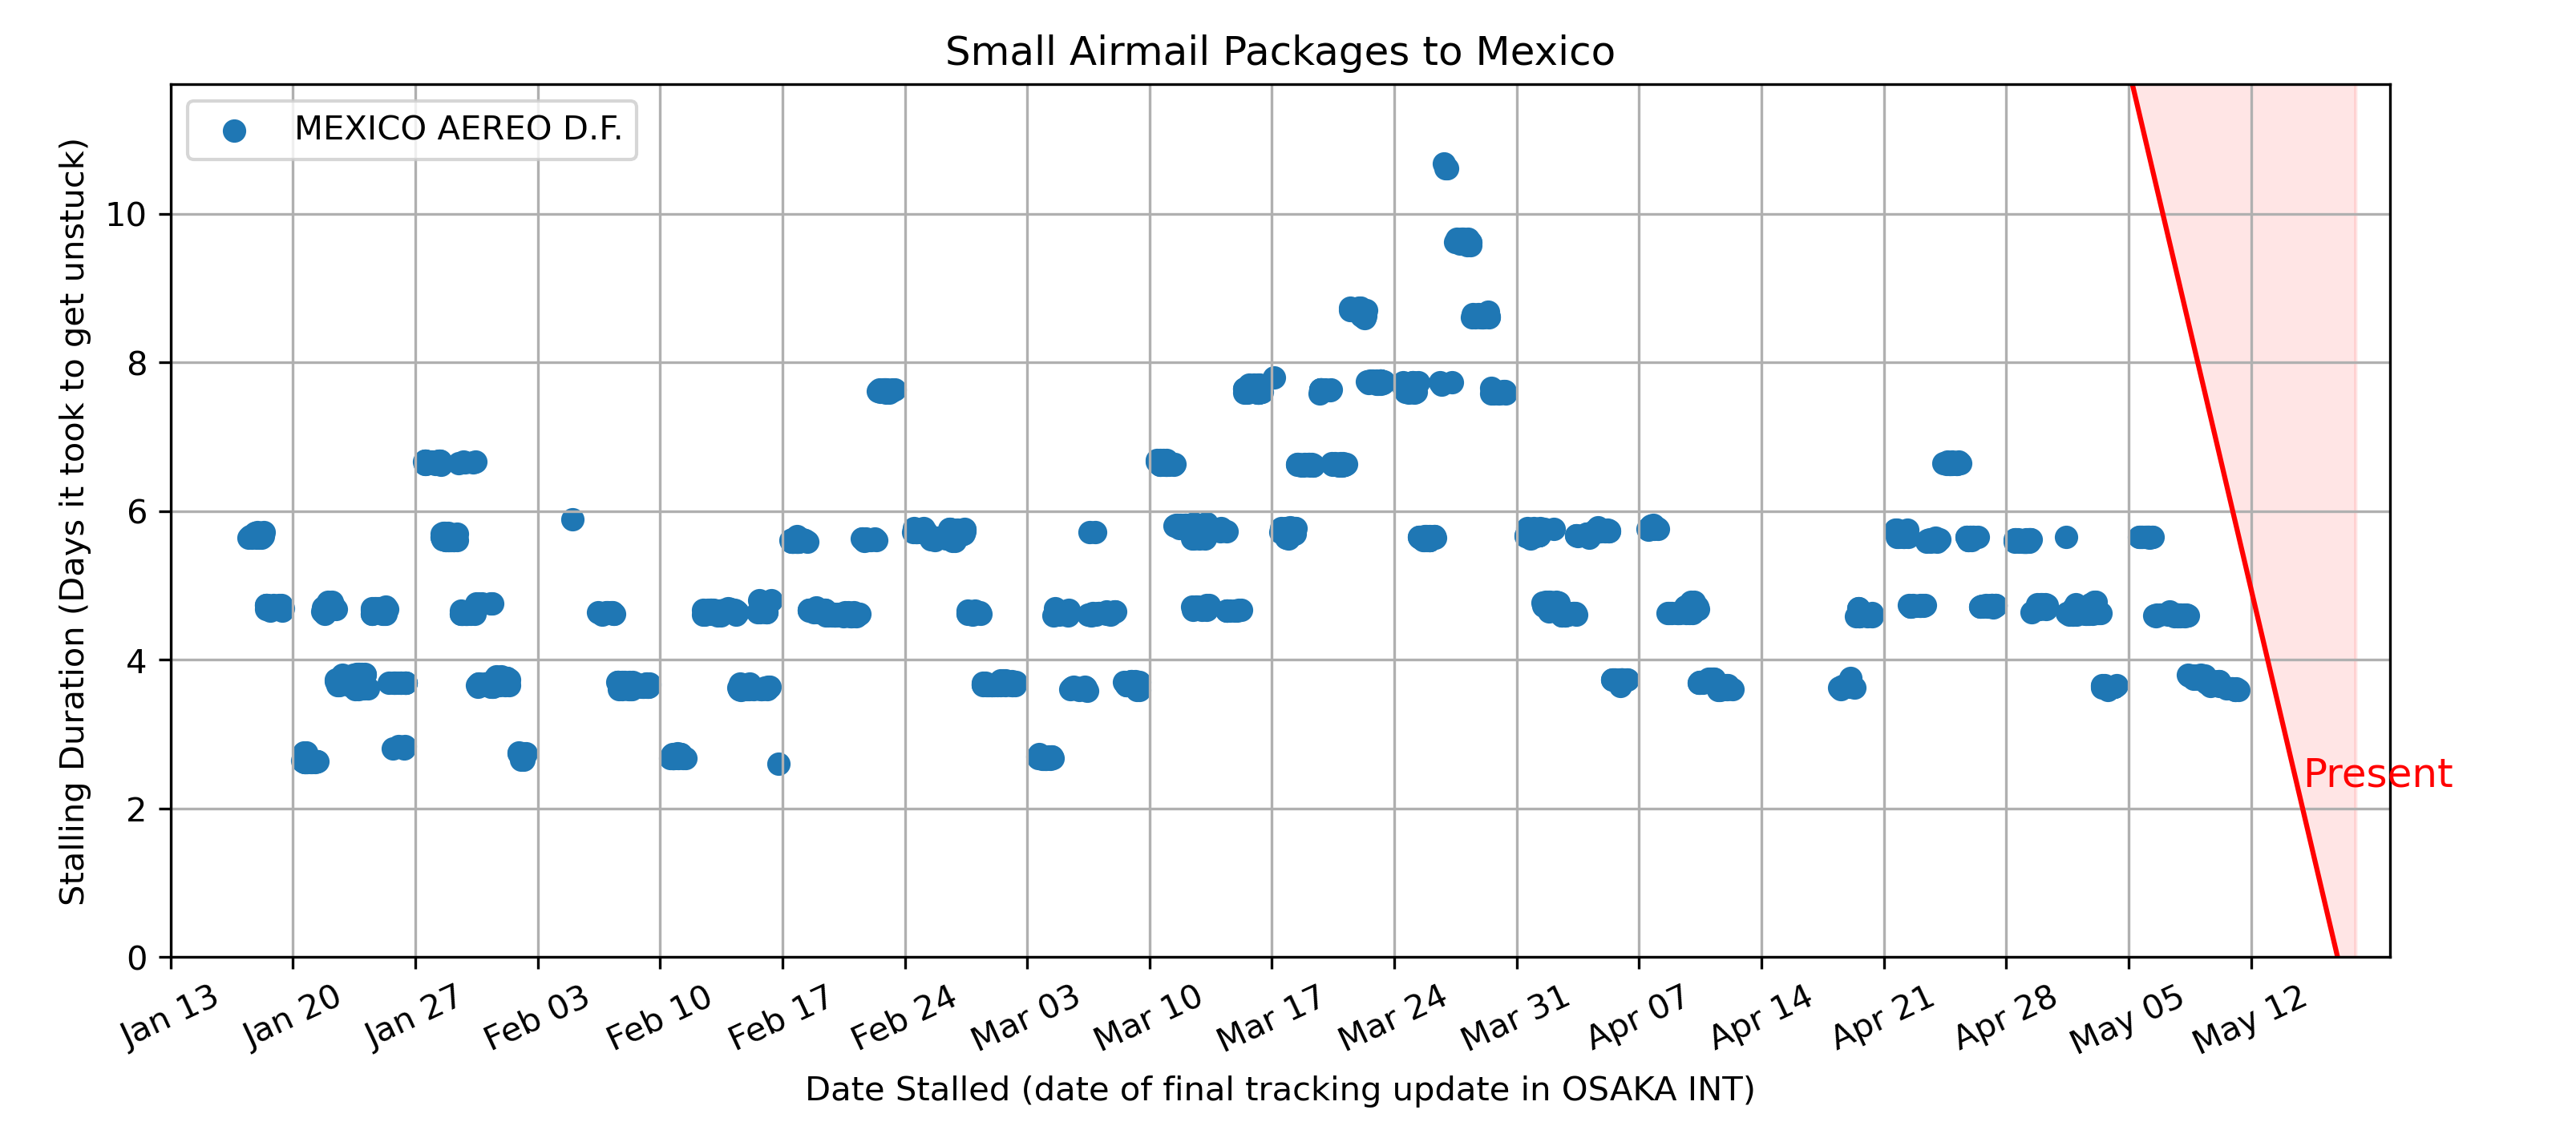 Small Airmail Packages to Mexico
MEXICO AEREO D.F.
Stalling Duration (Days it took to get unstuck)
10
8
6
4
2
0
Present
Jan 13
Jan 20
Jan 27
Feb 03
Feb 10
Feb 17
Feb 24
Mar 03
Mar 10
Mar 17
Mar 24
Mar 31
Apr 07
Apr 14
Apr 21
Apr 28
May 05
May 12
Date Stalled (date of final tracking update in OSAKA INT)